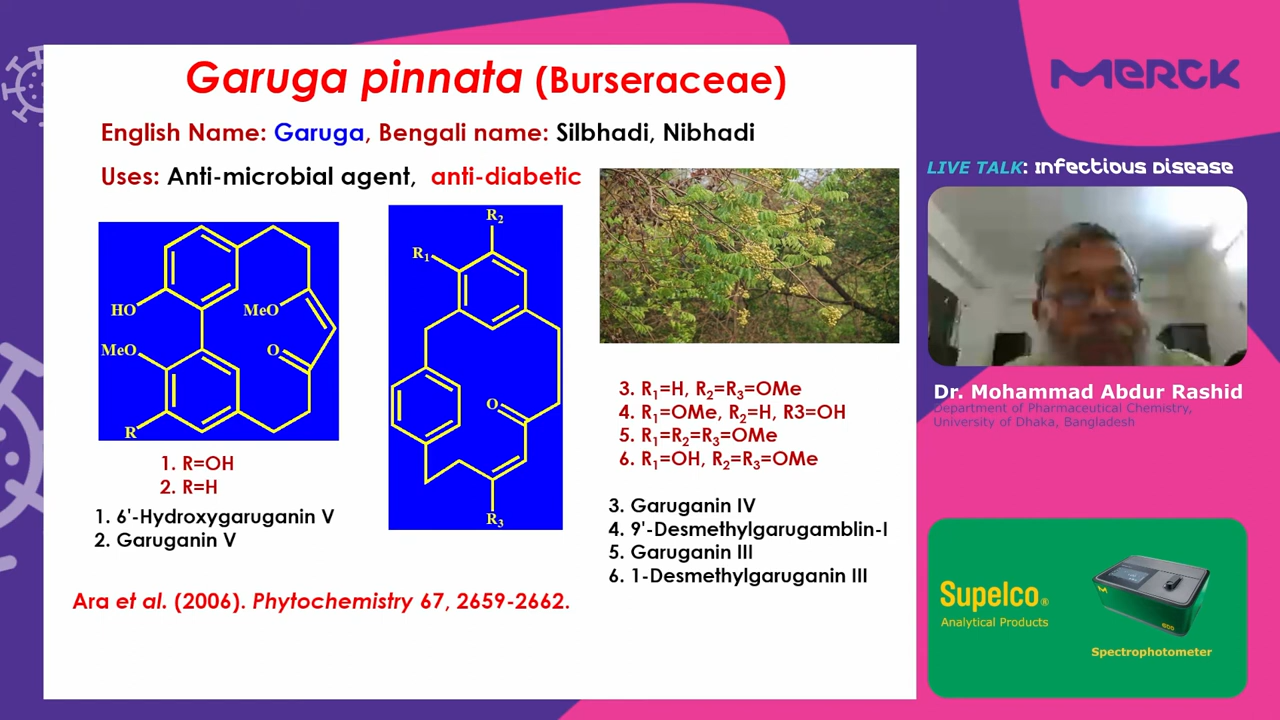 Garuga pinnata (Burseraceae)
English Name: Garuga, Bengali name: Silbhadi, Nibhadi
Uses: Anti-microbial agent, anti-diabetic
HO
MeO
MeO
O
R
1. R=OH
2. R=H
1. 6'-Hydroxygaruganin V
2. Garuganin V
R₂
R₁
O
R₃
3. R₁=H, R₂=R₃=OMe
4. R₁=OMe, R₂=H, R3=OH
5. R₁=R₂=R₃=OMe
6. R₁=OH, R₂=R₃=OMe
3. Garuganin IV
4. 9'-Desmethylgarugamblin-I
5. Garuganin III
6. 1-Desmethylgaruganin III
Ara et al. (2006). Phytochemistry 67, 2659-2662.
MERCK
LIVE TALK: Infectious Disease
Dr. Mohammad Abdur Rashid
Department of Pharmaceutical Chemistry,
University of Dhaka, Bangladesh
Supelco®
Analytical Products
Spectrophotometer